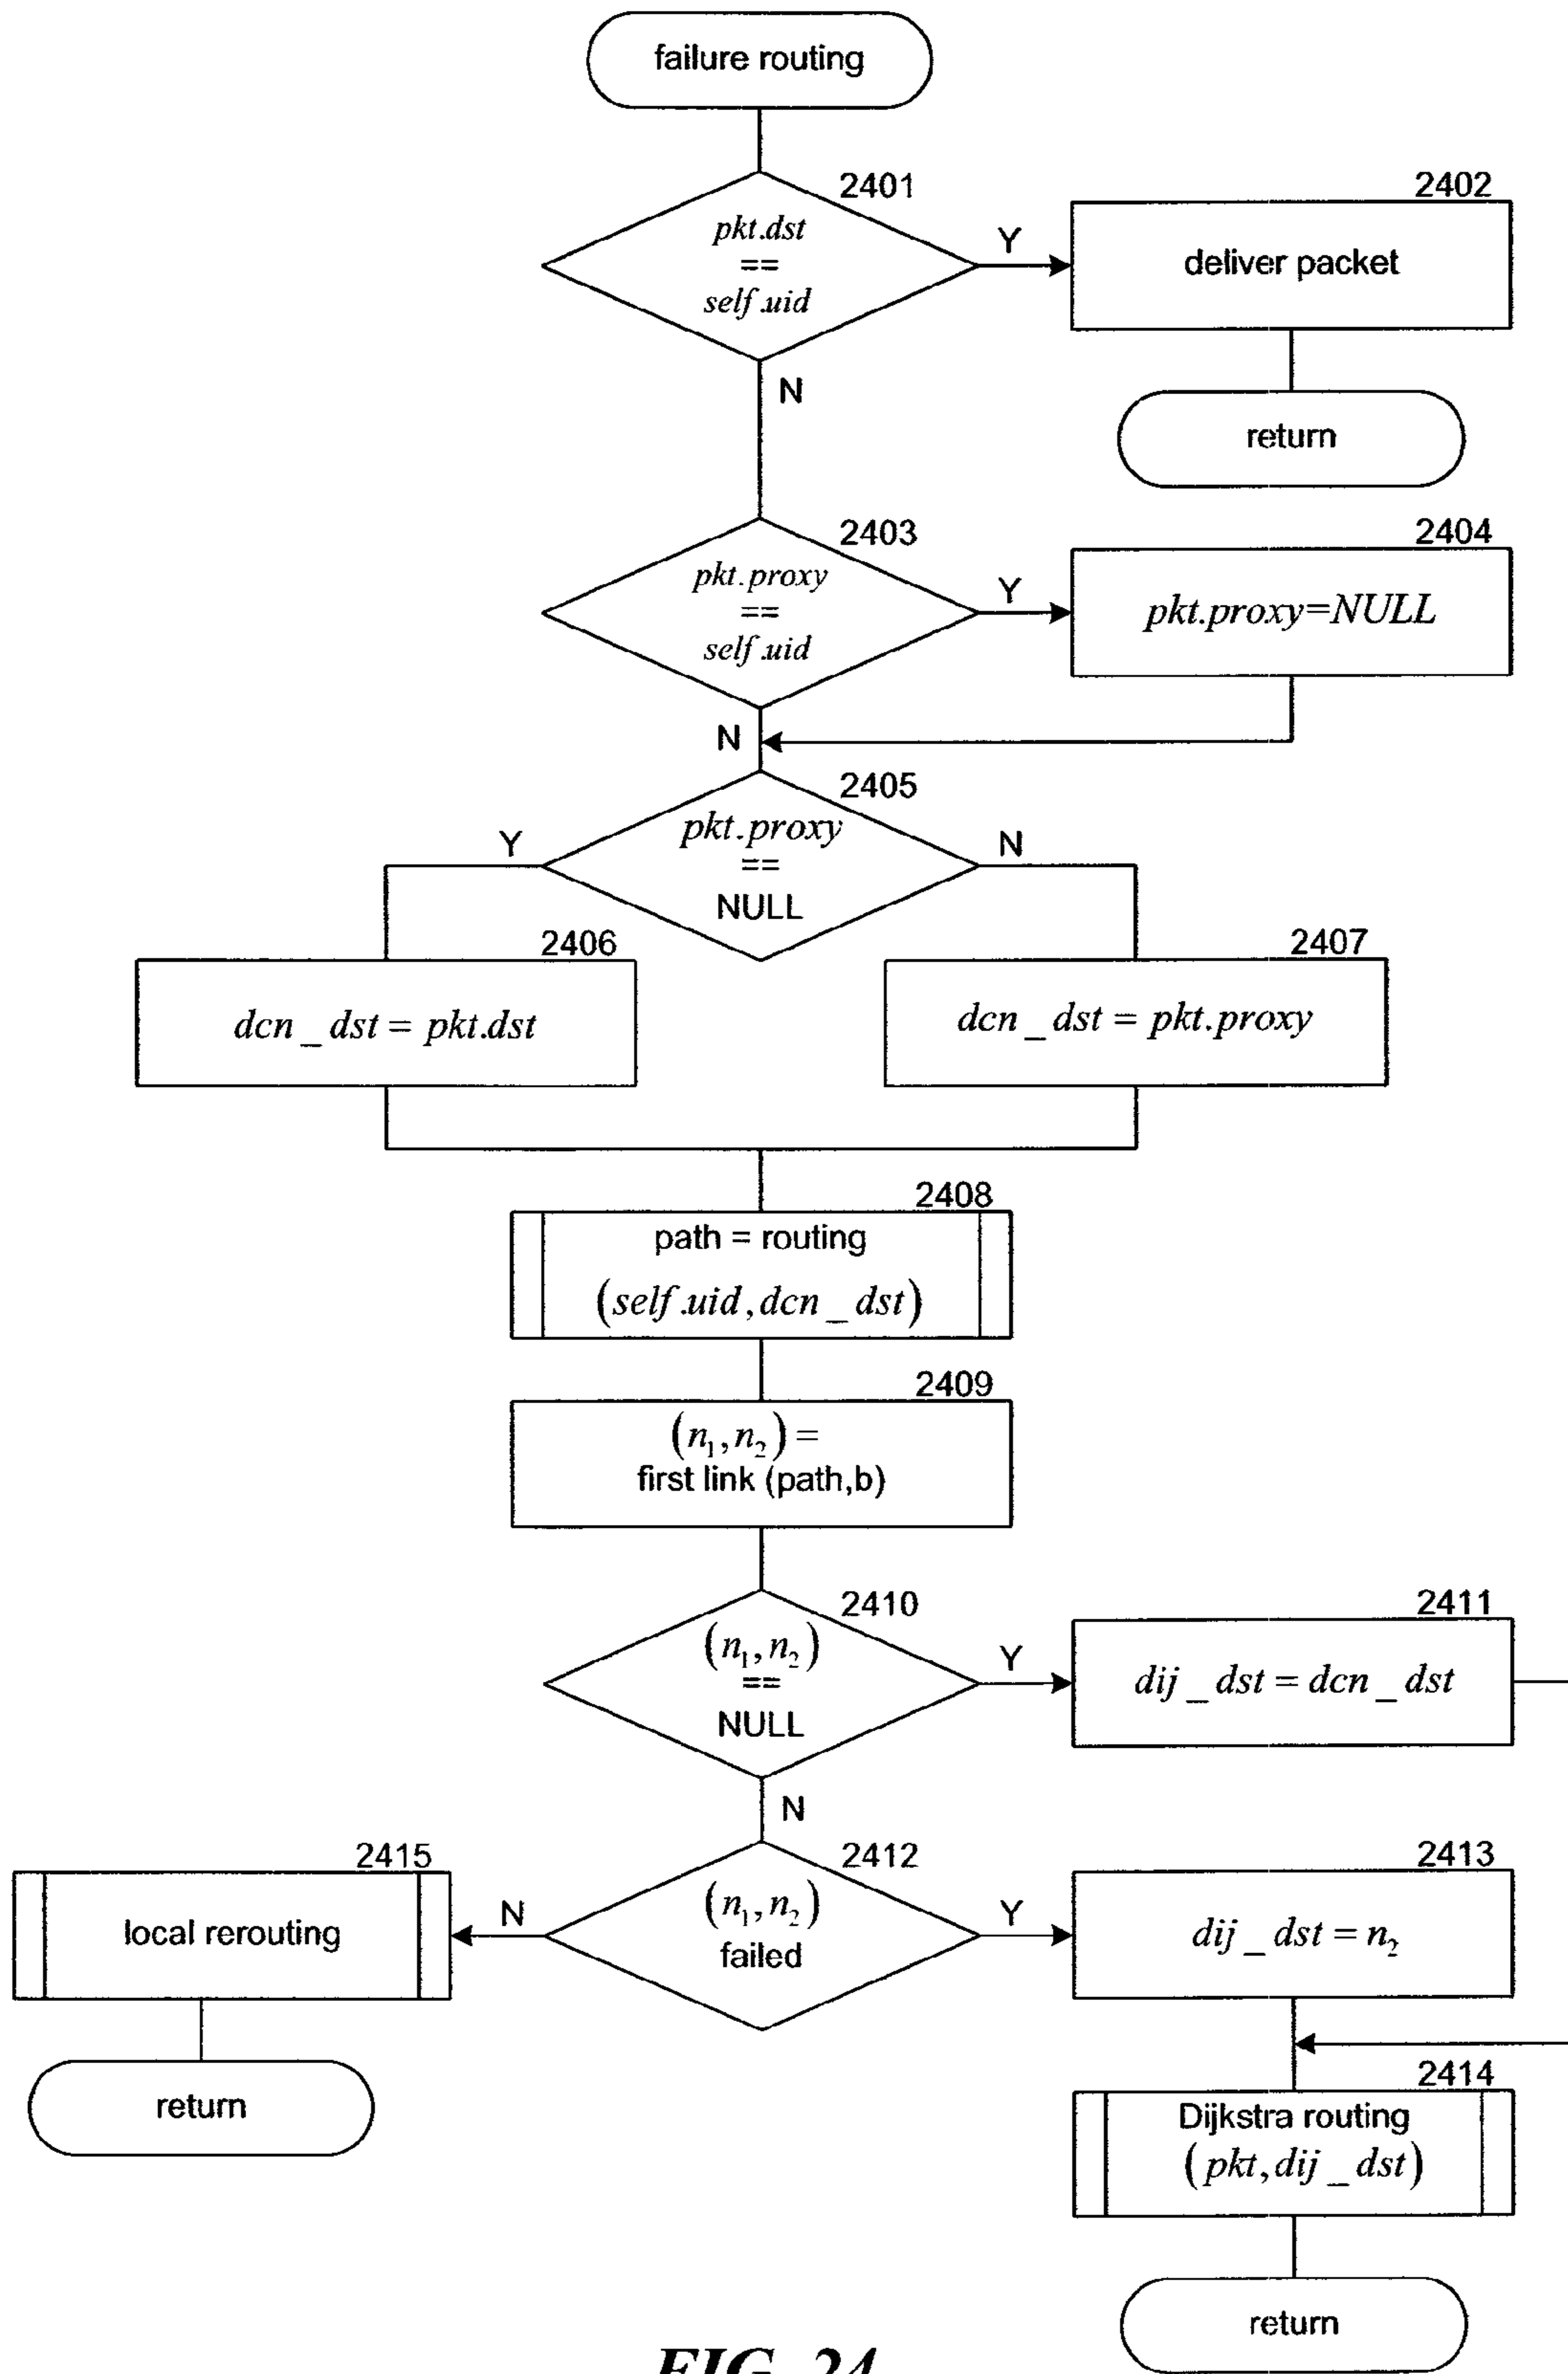 failure routing
2401
pkt.dst
==
self.uid
Y
2402
deliver packet
N
return
2403
pkt.proxy
==
self.uid
Y
2404
pkt.proxy=NULL
N
2405
pkt.proxy
==
NULL
Y
N
2406
dcn_dst = pkt.dst
2407
dcn_dst = pkt.proxy
2408
path = routing
(self.uid,dcn_dst)
2409
(n₁,n₂) =
first link (path,b)
2410
(n₁,n₂)
==
NULL
Y
2411
dij_dst = dcn_dst
N
2412
(n₁,n₂)
failed
Y
2413
dij_dst = n₂
N
2415
local rerouting
return
2414
Dijkstra routing
(pkt,dij_dst)
return
FIG. 24